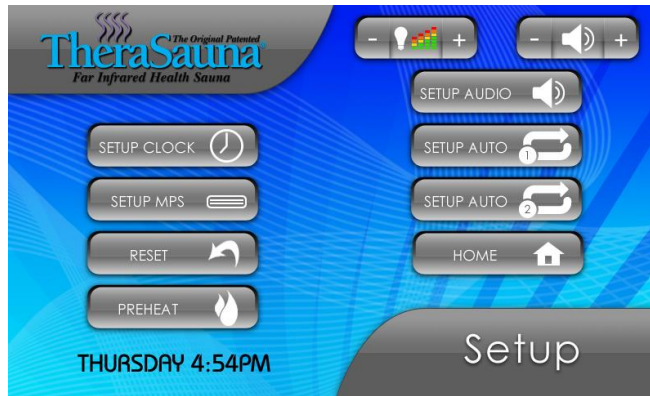 The Original Patented
TheraSauna
Far Infrared Health Sauna
- +
- +
SETUP AUDIO
SETUP CLOCK
SETUP AUTO 1
SETUP MPS
SETUP AUTO 2
RESET
HOME
PREHEAT
THURSDAY 4:54PM
Setup